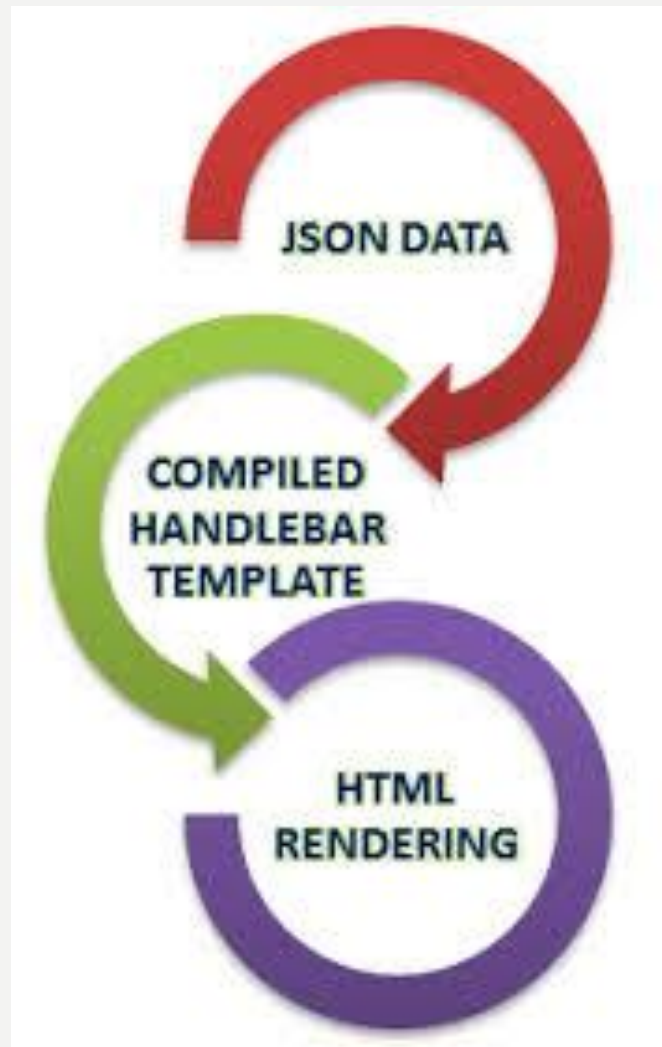 JSON DATA
COMPILED
HANDLEBAR
TEMPLATE
HTML
RENDERING